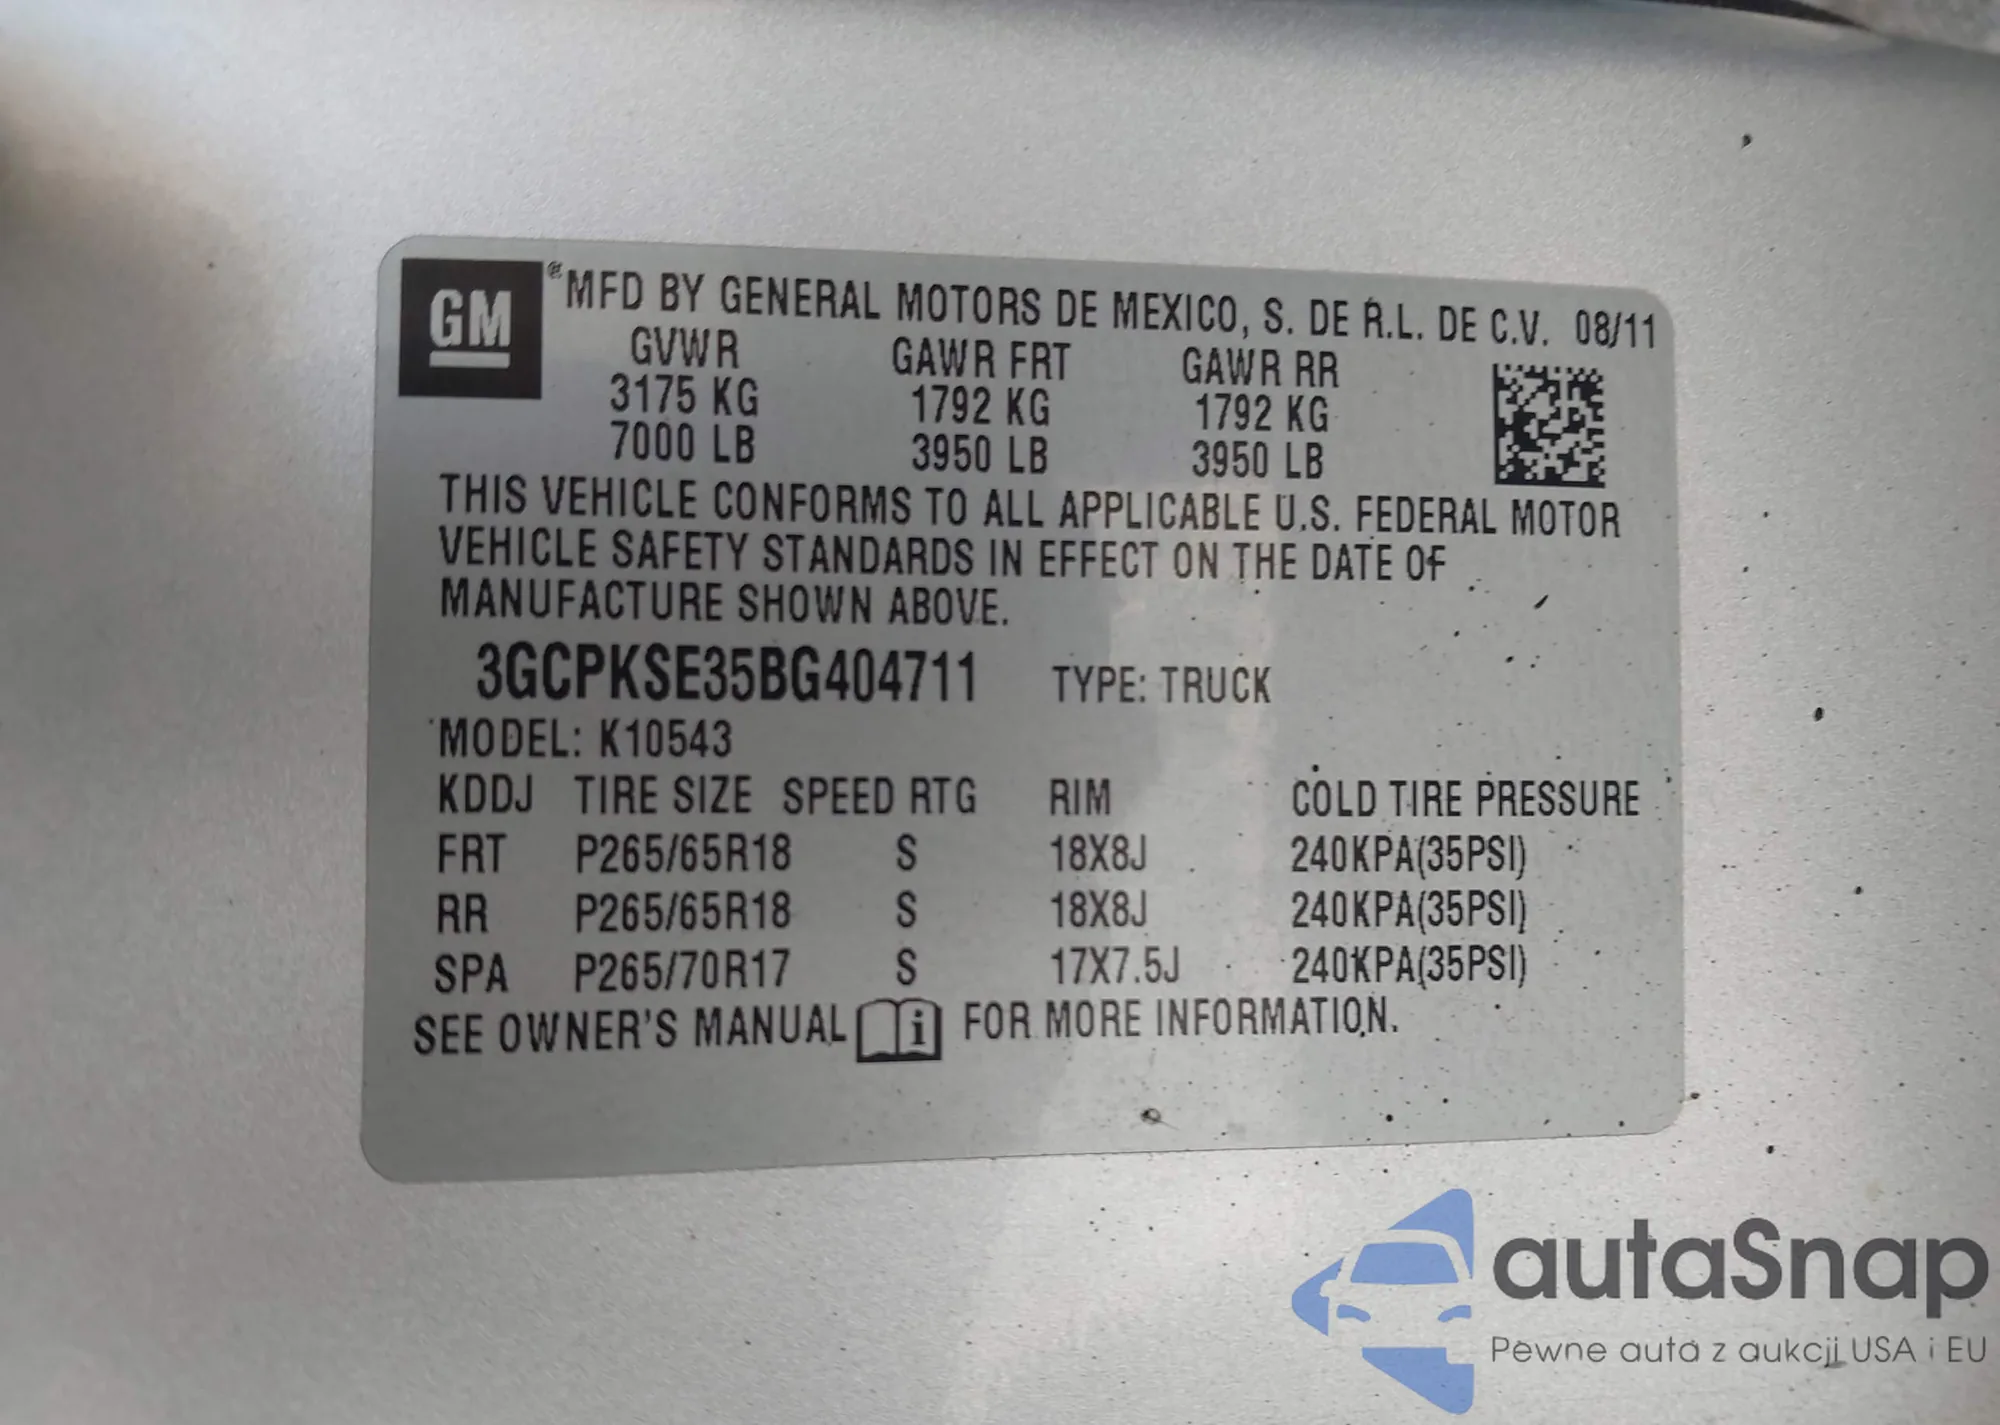 GM ® MFD BY GENERAL MOTORS DE MEXICO, S. DE R.L. DE C.V. 08/11
GVWR GAWR FRT GAWR RR
3175 KG 1792 KG 1792 KG
7000 LB 3950 LB 3950 LB
THIS VEHICLE CONFORMS TO ALL APPLICABLE U.S. FEDERAL MOTOR
VEHICLE SAFETY STANDARDS IN EFFECT ON THE DATE OF
MANUFACTURE SHOWN ABOVE.
3GCPKSE35BG404711 TYPE: TRUCK
MODEL: K10543
KDDJ TIRE SIZE SPEED RTG RIM COLD TIRE PRESSURE
FRT P265/65R18 S 18X8J 240KPA(35PSI)
RR P265/65R18 S 18X8J 240KPA(35PSI)
SPA P265/70R17 S 17X7.5J 240KPA(35PSI)
SEE OWNER'S MANUAL i FOR MORE INFORMATION.
autaSnap
Pewne auta z aukcji USA i EU